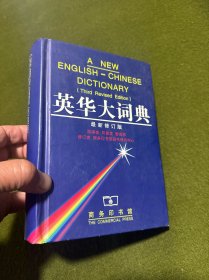 A NEW
ENGLISH-CHINESE
DICTIONARY
(Third Revised Edition)
英华大词典
最新修订版
商务印书馆
THE COMMERCIAL PRESS